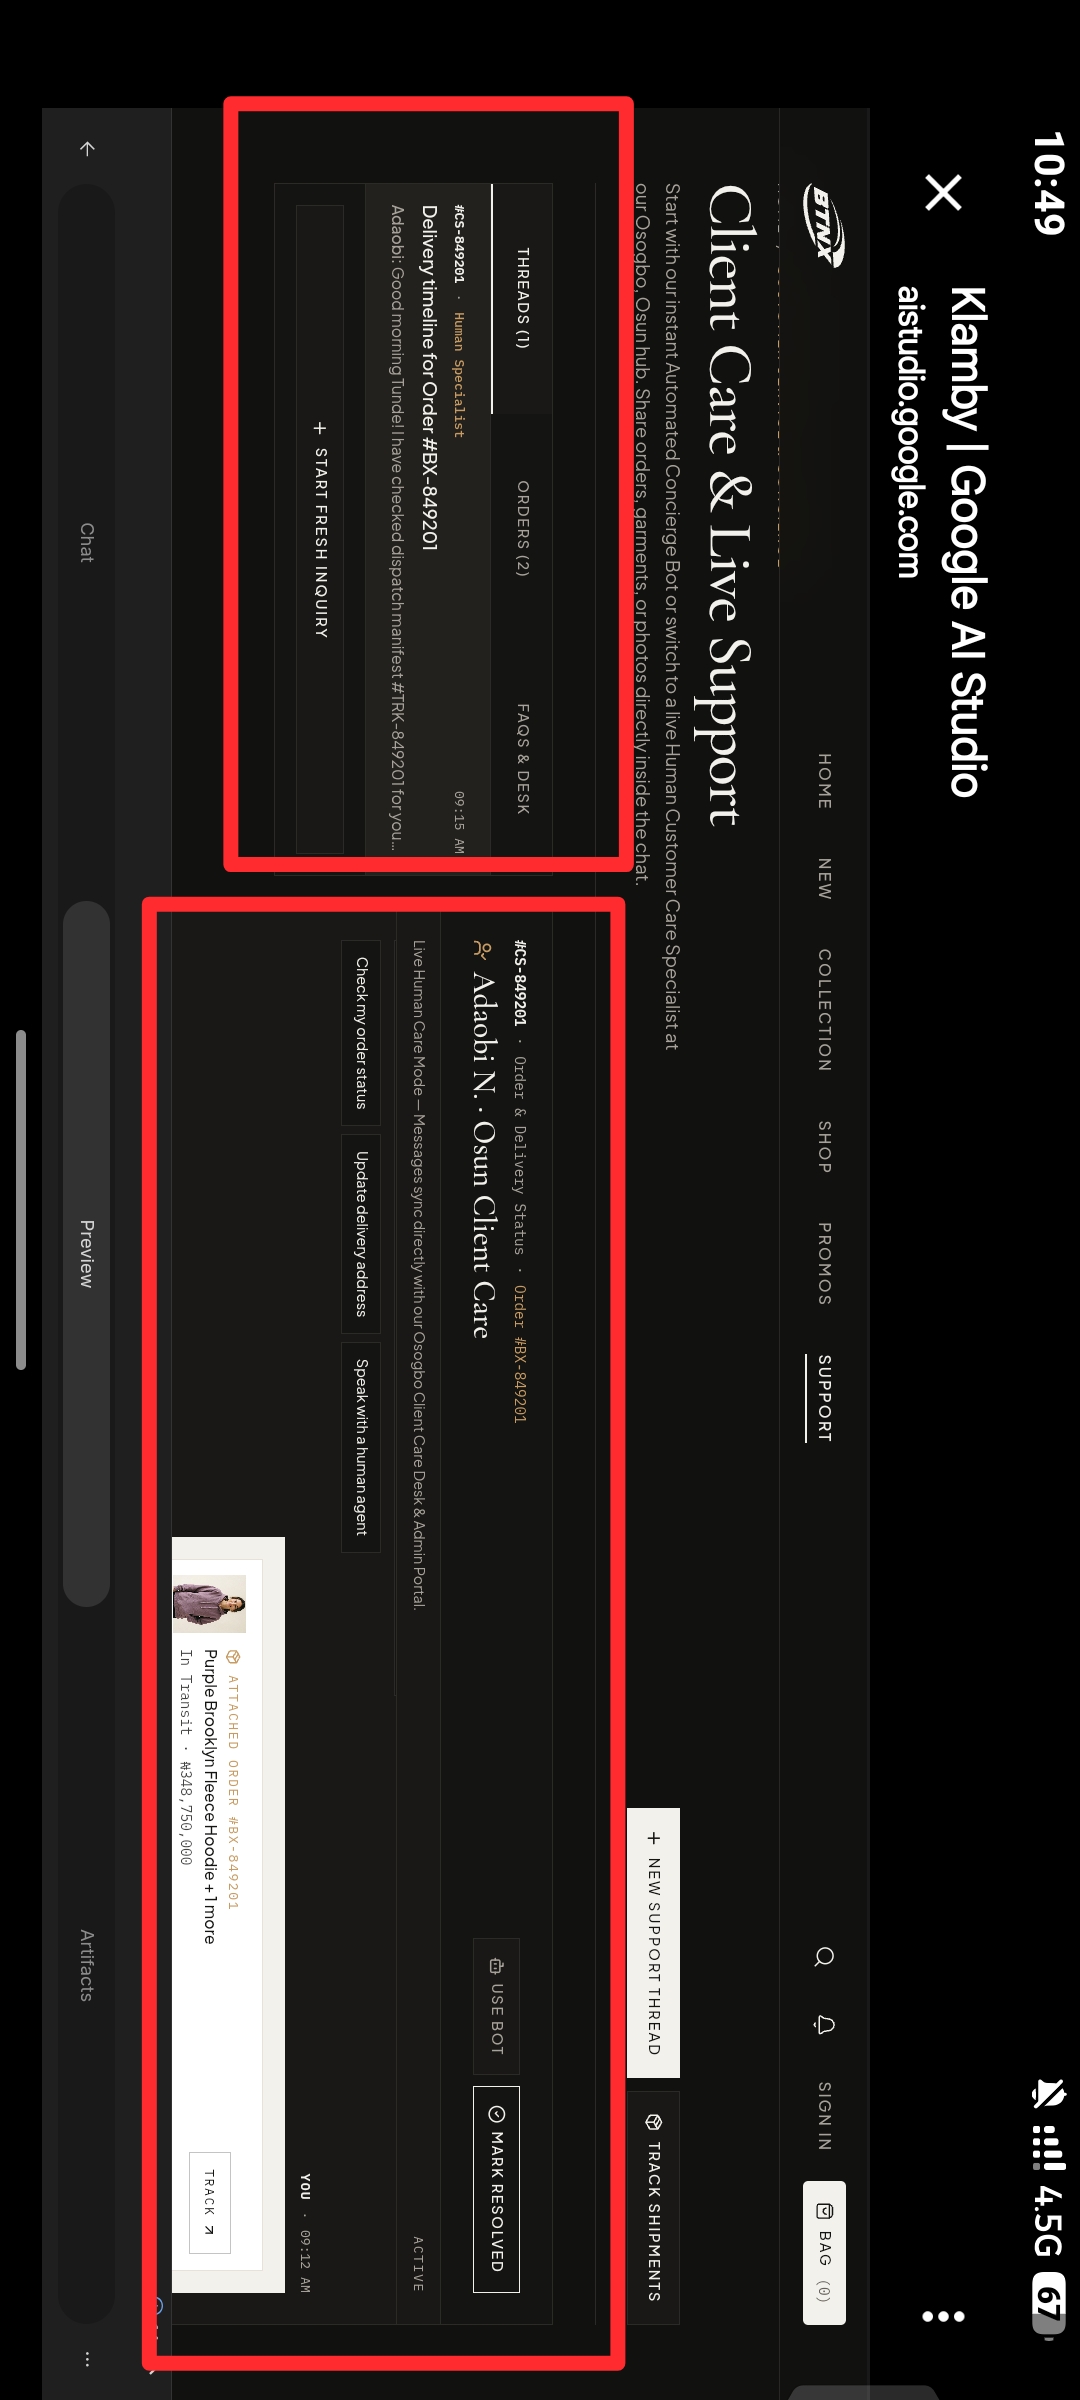 10:49
4.5G
67
Klamby | Google AI Studio
aistudio.google.com
BTNX
HOME
NEW
COLLECTION
SHOP
PROMOS
SUPPORT
SIGN IN
BAG (0)
Client Care & Live Support
Start with our instant Automated Concierge Bot or switch to a live Human Customer Care Specialist at
our Osogbo, Osun hub. Share orders, garments, or photos directly inside the chat.
+ NEW SUPPORT THREAD
TRACK SHIPMENTS
THREADS (1)
ORDERS (2)
FAQS & DESK
#CS-849201 · Human Specialist
09:15 AM
Delivery timeline for Order #BX-849201
Adaobi: Good morning Tunde! I have checked dispatch manifest #TRK-849201 for you...
+ START FRESH INQUIRY
#CS-849201 · Order & Delivery Status · Order #BX-849201
Adaobi N. · Osun Client Care
USE BOT
MARK RESOLVED
Live Human Care Mode — Messages sync directly with our Osogbo Client Care Desk & Admin Portal.
ACTIVE
Check my order status
Update delivery address
Speak with a human agent
YOU · 09:12 AM
ATTACHED ORDER #BX-849201
Purple Brooklyn Fleece Hoodie + 1 more
In Transit · ₦348,750,000
TRACK
Chat
Preview
Artifacts